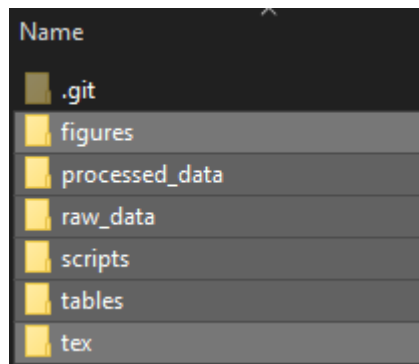 Name
.git
figures
processed_data
raw_data
scripts
tables
tex